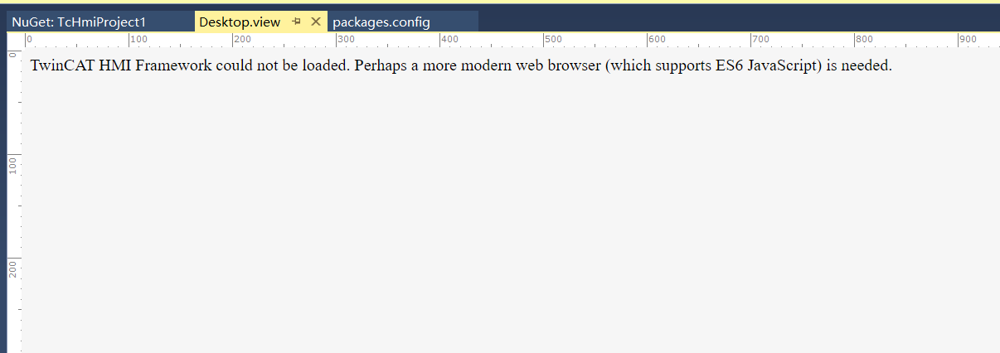 NuGet: TcHmiProject1 Desktop.view packages.config
0 100 200 300 400 500 600 700 800 900
0
TwinCAT HMI Framework could not be loaded. Perhaps a more modern web browser (which supports ES6 JavaScript) is needed.
100
200